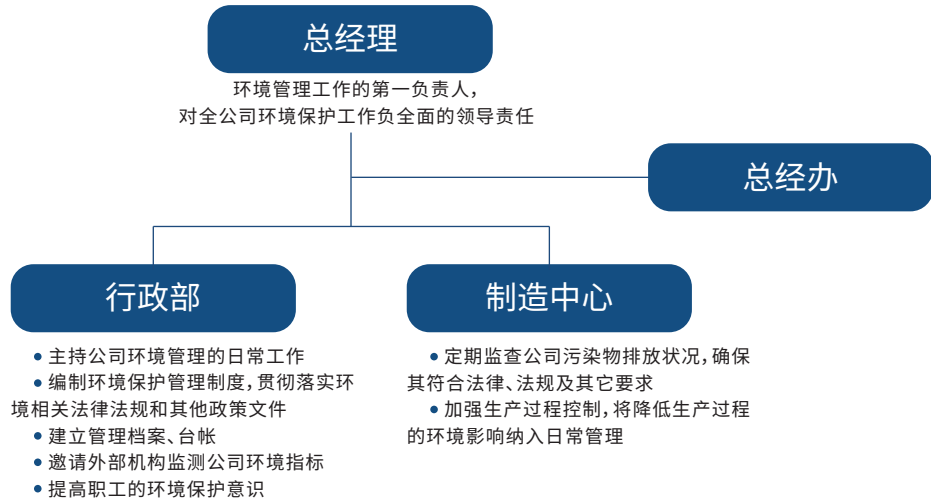 总经理
环境管理工作的第一负责人，
对全公司环境保护工作负全面的领导责任
总经办
行政部
• 主持公司环境管理的日常工作
• 编制环境保护管理制度，贯彻落实环
境相关法律法规和其他政策文件
• 建立管理档案、台帐
• 邀请外部机构监测公司环境指标
• 提高职工的环境保护意识
制造中心
• 定期监查公司污染物排放状况，确保
其符合法律、法规及其它要求
• 加强生产过程控制，将降低生产过程
的环境影响纳入日常管理